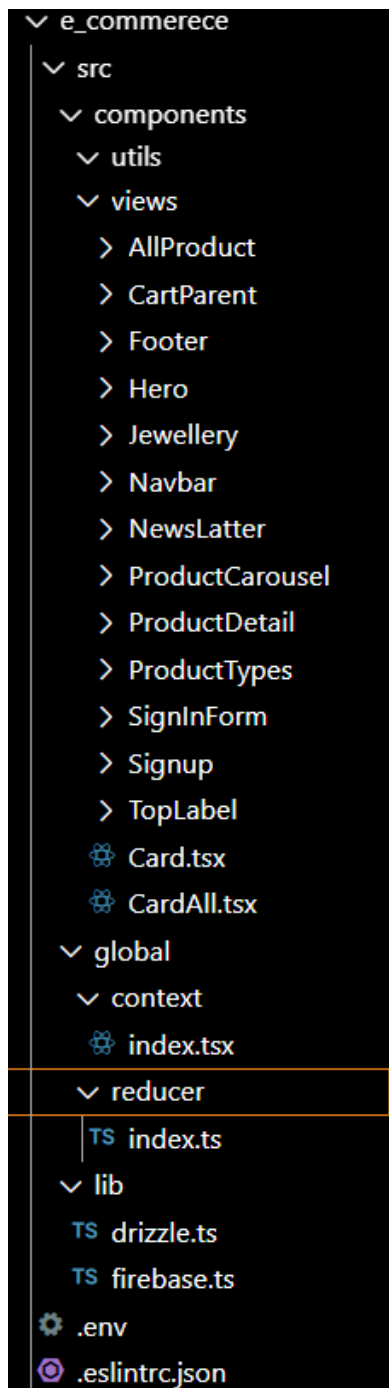 e_commerece
src
components
utils
views
AllProduct
CartParent
Footer
Hero
Jewellery
Navbar
NewsLatter
ProductCarousel
ProductDetail
ProductTypes
SignInForm
Signup
TopLabel
Card.tsx
CardAll.tsx
global
context
index.tsx
reducer
TS index.ts
lib
TS drizzle.ts
TS firebase.ts
.env
.eslintrc.json